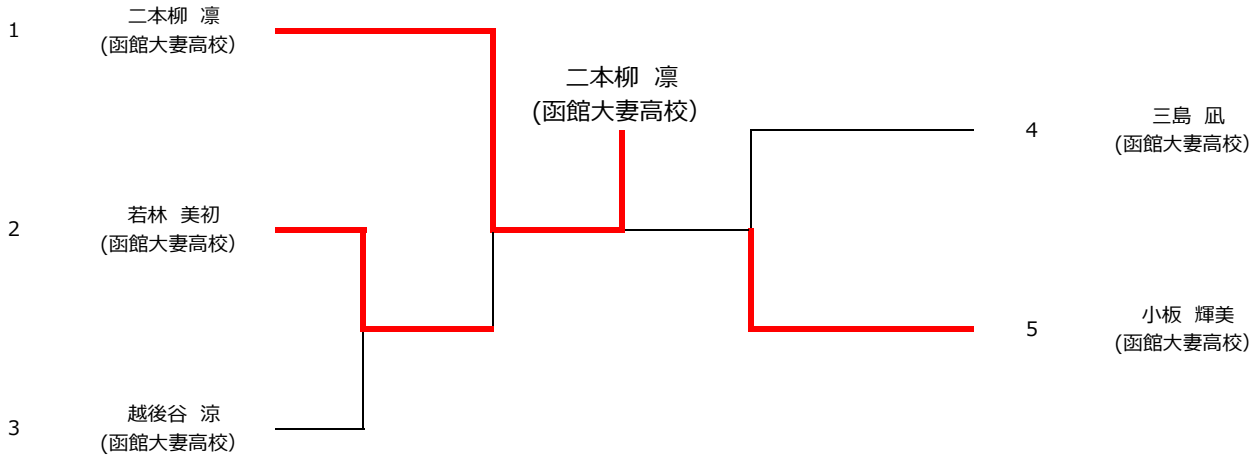 1
二本柳 凛
(函館大妻高校)
二本柳 凛
(函館大妻高校)
2
若林 美初
(函館大妻高校)
3
越後谷 涼
(函館大妻高校)
4
三島 凪
(函館大妻高校)
5
小板 輝美
(函館大妻高校)